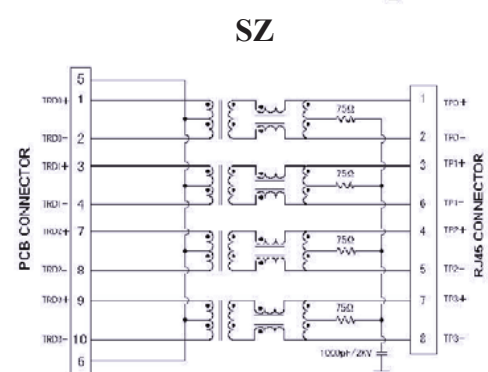 SZ
5
TRD0+ 1 75Ω 1 TP0+
TRD0- 2 2 TP0-
TRD1+ 3 75Ω 3 TP1+
TRD1- 4 6 TP1-
TRD2+ 7 75Ω 4 TP2+
TRD2- 8 5 TP2-
TRD3+ 9 75Ω 7 TP3+
TRD3- 10 8 TP3-
6
1000pF/2KV
PCB CONNECTOR
RJ45 CONNECTOR